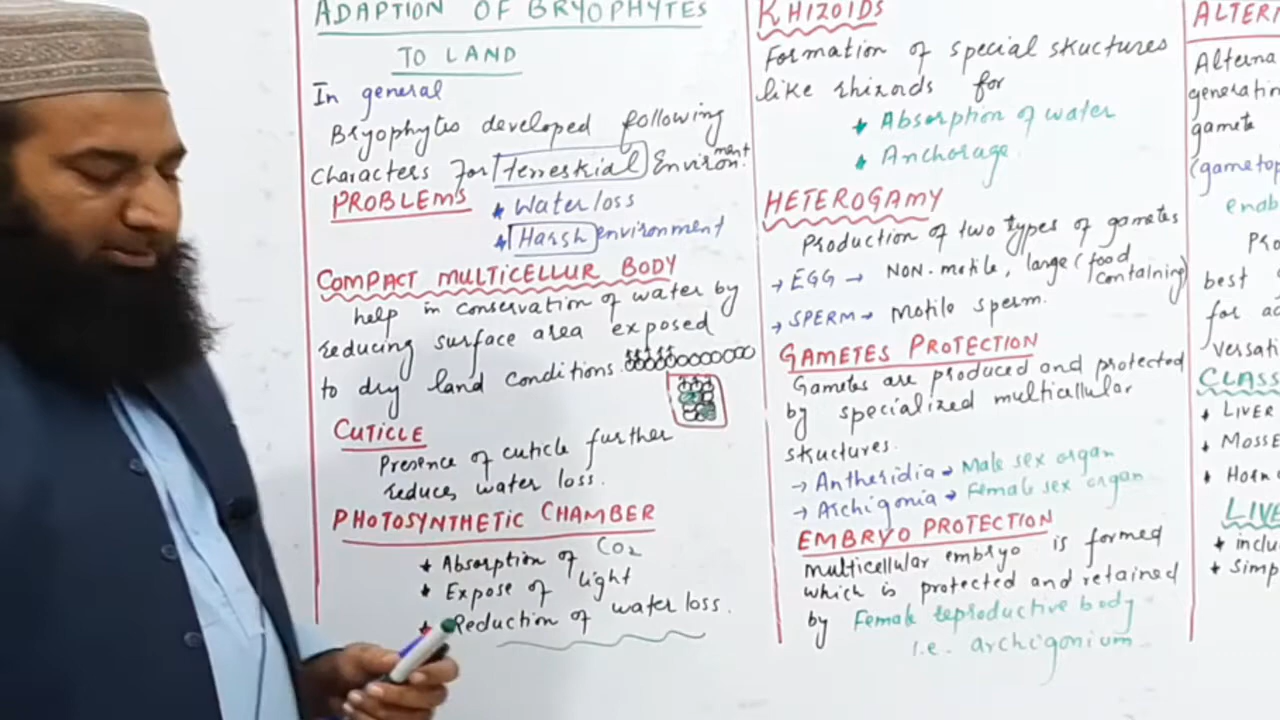 ADAPTION OF BRYOPHYTES
TO LAND
In general
Bryophytes developed following
characters for terrestrial Environment.
PROBLEMS
* Water loss
* Harsh environment
COMPACT MULTICELLUR BODY
help in conservation of water by
reducing surface area exposed
to dry land conditions.
CUTICLE
Presence of cuticle further
reduces water loss.
PHOTOSYNTHETIC CHAMBER
* Absorption of CO2
* Expose of light
* Reduction of water loss.
RHIZOIDS
Formation of special structures
like rhizoids for
* Absorption of water
* Anchorage.
HETEROGAMY
Production of two types of gametes
→ EGG → NON-motile, large (food containing)
→ SPERM → Motile sperm.
GAMETES PROTECTION
Gametes are produced and protected
by specialized multicellular
structures.
→ Antheridia → Male sex organ
→ Archigonia → Female sex organ
EMBRYO PROTECTION
multicellular embryo is formed
which is protected and retained
by Female reproductive body
i.e. archigonium
ALTER
Alterna
generatin
gamete
(gametop
enab
Pro
best
for ad
versati
CLASS
* LIVER
* MOSSE
* Horn
LIVE
* inclu
* Simp